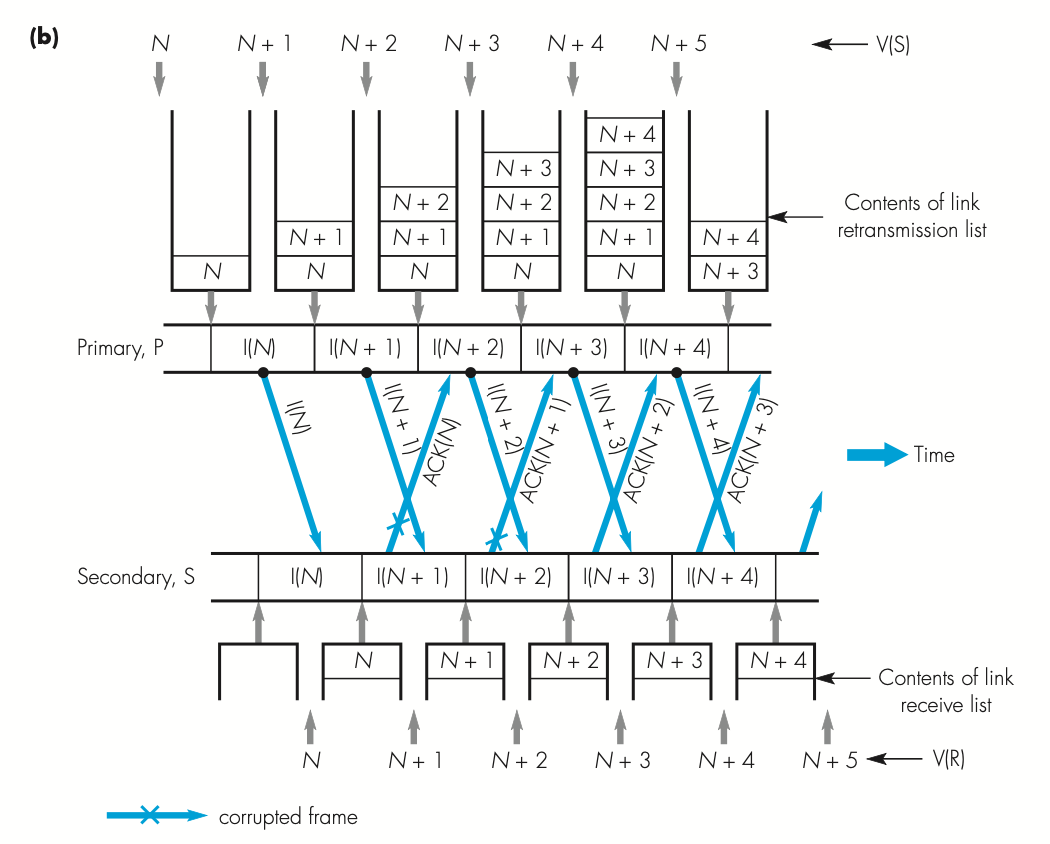 (b)
N N + 1 N + 2 N + 3 N + 4 N + 5 V(S)
N + 4
N + 3 N + 3
N + 2 N + 2 N + 2
N + 1 N + 1 N + 1 N + 1 N + 4
N N N N N N + 3
Contents of link
retransmission list
Primary, P I(N) I(N + 1) I(N + 2) I(N + 3) I(N + 4)
I(N) I(N + 1) ACK(N) I(N + 2) ACK(N + 1) I(N + 3) ACK(N + 2) I(N + 4) ACK(N + 3)
Time
Secondary, S I(N) I(N + 1) I(N + 2) I(N + 3) I(N + 4)
N N + 1 N + 2 N + 3 N + 4
Contents of link
receive list
N N + 1 N + 2 N + 3 N + 4 N + 5 V(R)
corrupted frame